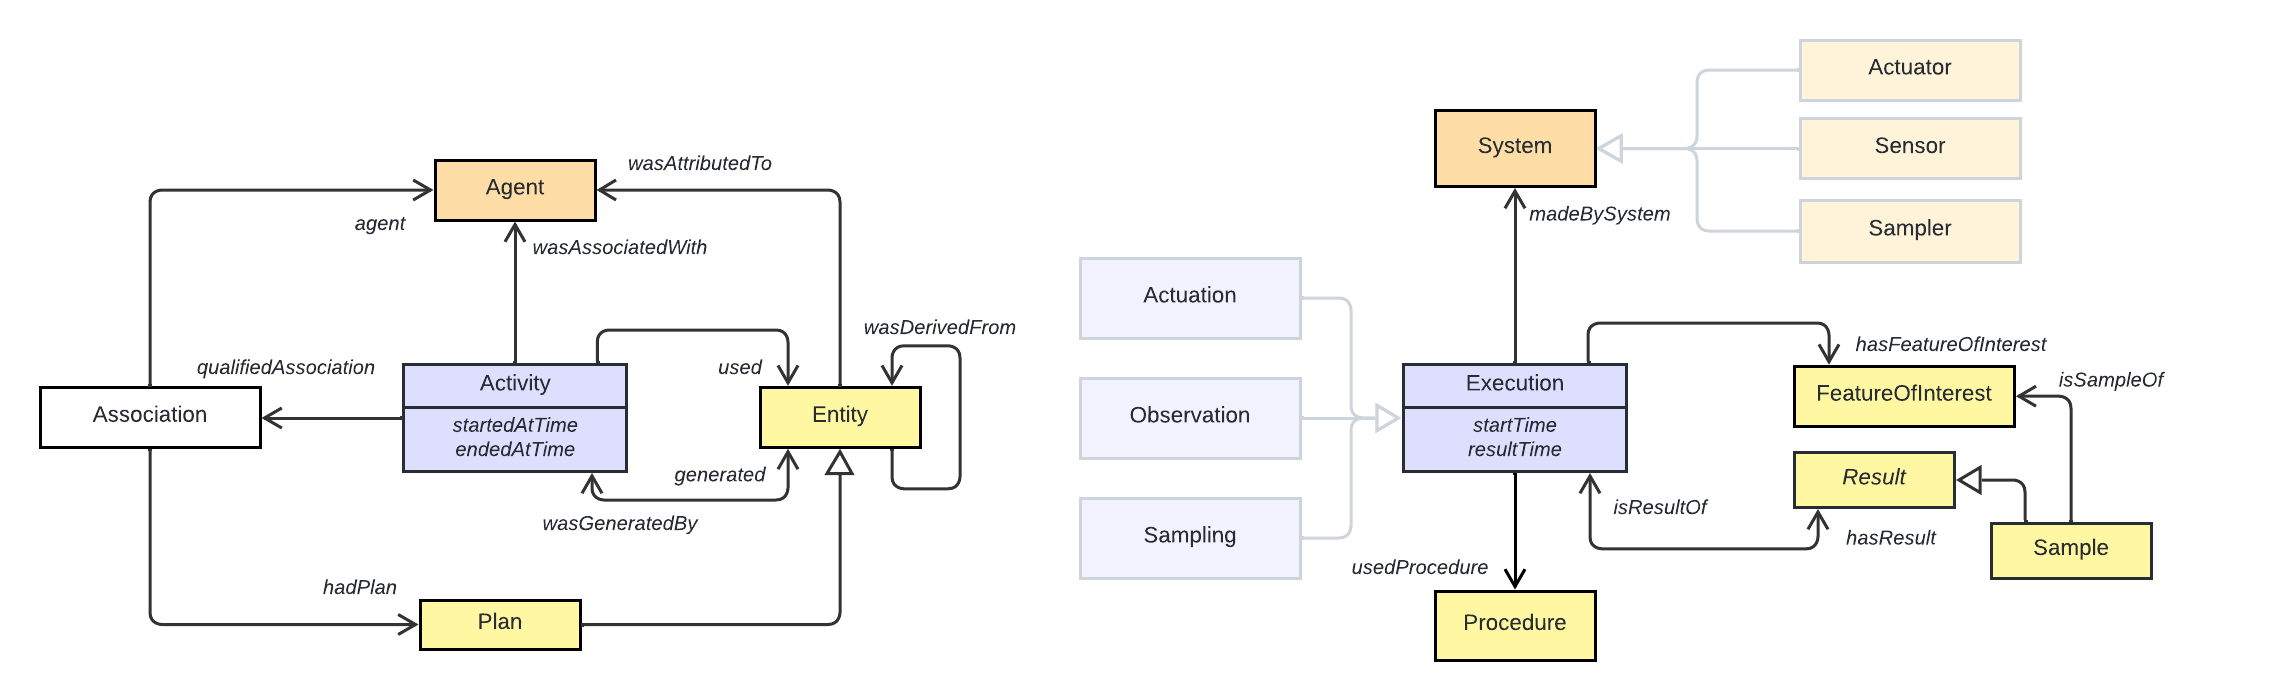 wasAttributedTo
Agent
agent
wasAssociatedWith
wasDerivedFrom
qualifiedAssociation
used
Activity
Association
startedAtTime
endedAtTime
Entity
generated
wasGeneratedBy
hadPlan
Plan
Actuator
System
Sensor
madeBySystem
Sampler
Actuation
hasFeatureOfInterest
isSampleOf
Execution
FeatureOfInterest
Observation
startTime
resultTime
Result
isResultOf
Sampling
hasResult
Sample
usedProcedure
Procedure